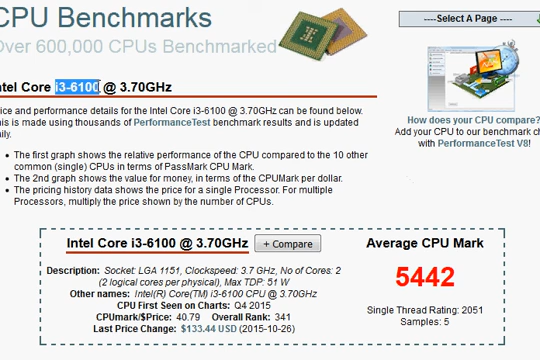 CPU Benchmarks
----Select A Page ----
Over 600,000 CPUs Benchmarked
ntel Core i3-6100 @ 3.70GHz
rice and performance details for the Intel Core i3-6100 @ 3.70GHz can be found below.
his is made using thousands of PerformanceTest benchmark results and is updated
aily.
The first graph shows the relative performance of the CPU compared to the 10 other
common (single) CPUs in terms of PassMark CPU Mark.
The 2nd graph shows the value for money, in terms of the CPUMark per dollar.
The pricing history data shows the price for a single Processor. For multiple
Processors, multiply the price shown by the number of CPUs.
How does your CPU compare?
Add your CPU to our benchmark ch
with PerformanceTest V8!
Intel Core i3-6100 @ 3.70GHz
+ Compare
Description: Socket: LGA 1151, Clockspeed: 3.7 GHz, No of Cores: 2
(2 logical cores per physical), Max TDP: 51 W
Other names: Intel(R) Core(TM) i3-6100 CPU @ 3.70GHz
CPU First Seen on Charts: Q4 2015
CPUmark/$Price: 40.79 Overall Rank: 341
Last Price Change: $133.44 USD (2015-10-26)
Average CPU Mark
5442
Single Thread Rating: 2051
Samples: 5